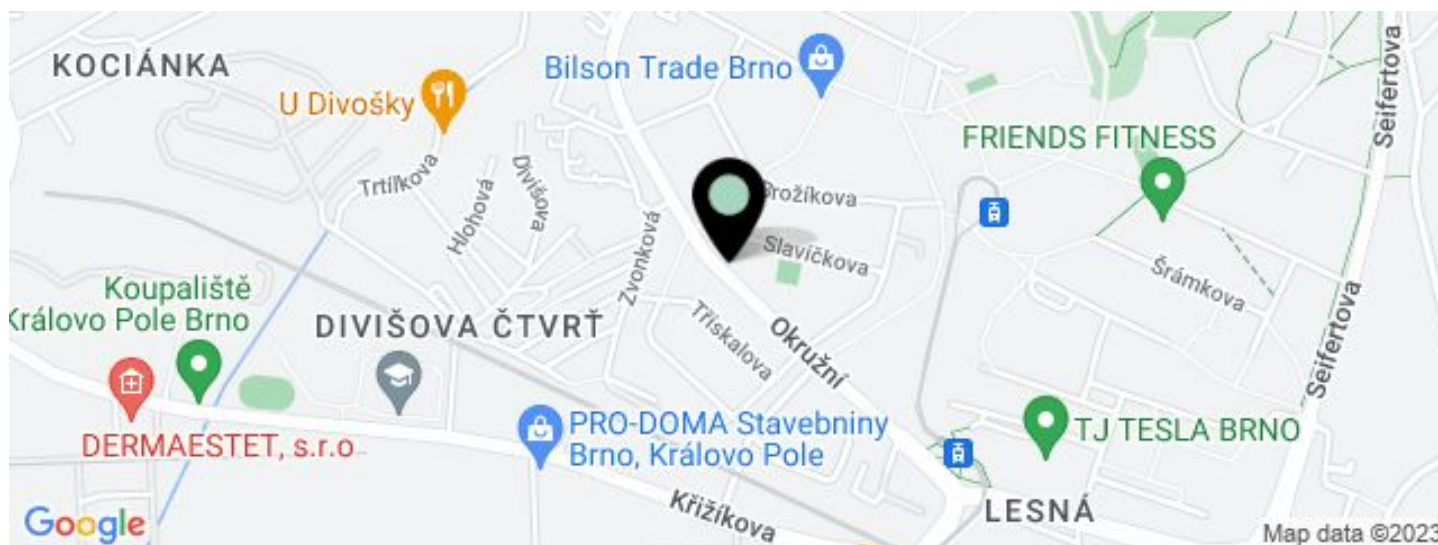 KOCIÁNKA
U Divošky
Bilson Trade Brno
FRIENDS FITNESS
Seifertova
Trtílkova
Hlohová
Divišova
Zvonková
Slavíčkova
Šrámkova
Koupaliště
Královo Pole Brno
DIVIŠOVA ČTVRŤ
Třískalova
Okružní
Seifertova
DERMAESTET, s.r.o
PRO-DOMA Stavebniny
Brno, Královo Pole
TJ TESLA BRNO
Křižíkova
LESNÁ
Google
Map data ©2023